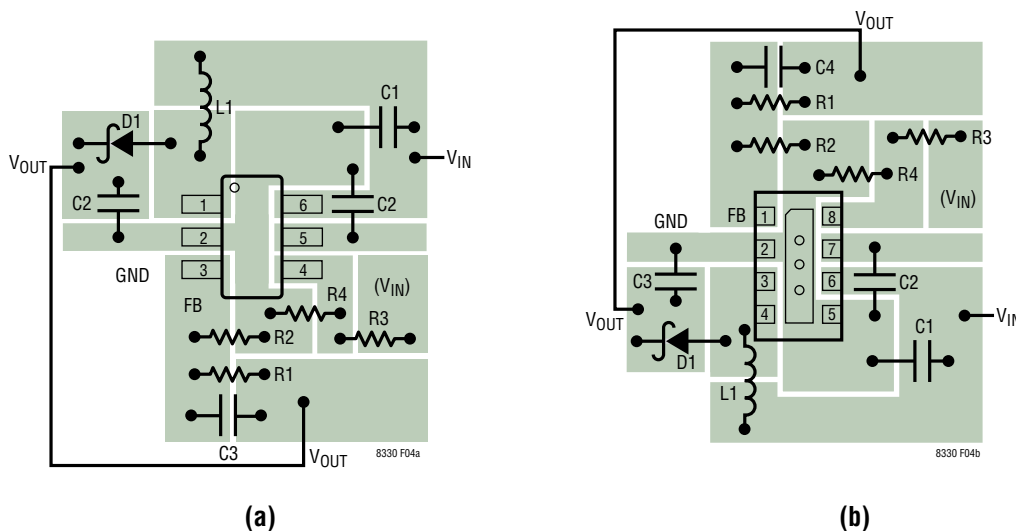 VOUT
L1
C1
D1
VOUT
VIN
C2
C2
1
6
2
5
3
4
GND
(VIN)
FB
R4
R3
R2
R1
C3
VOUT
8330 F04a
(a)
VOUT
C4
R1
R2
R3
R4
(VIN)
FB
GND
1
8
2
7
3
6
4
5
C3
C2
VOUT
VIN
D1
C1
L1
8330 F04b
(b)